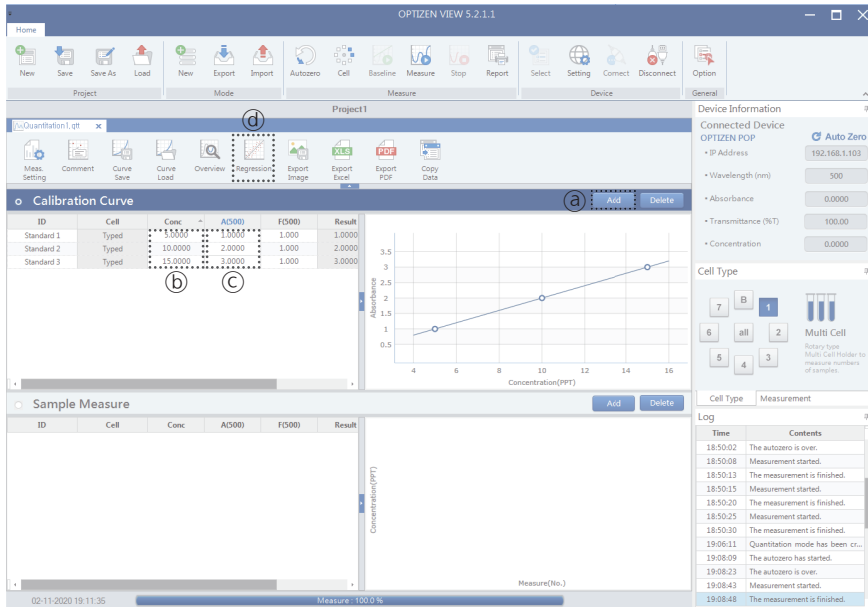 OPTIZEN VIEW 5.2.1.1
Home
New Save Save As Load New Export Import Autozero Cell Baseline Measure Stop Report Select Setting Connect Disconnect Option
Project Mode Measure Device General
Project1
Quantitation1.qtt x
ⓓ
XLS PDF
Meas. Setting Comment Curve Save Curve Load Overview Regression Export Image Export Excel Export PDF Copy Data
Calibration Curve ⓐ Add Delete
ID Cell Conc A(500) F(500) Result
Standard 1 Typed 5.0000 1.0000 1.000 1.0000
Standard 2 Typed 10.0000 2.0000 1.000 2.0000
Standard 3 Typed 15.0000 3.0000 1.000 3.0000
ⓑ ⓒ
Absorbance
3.5
3
2.5
2
1.5
1
0.5
4 6 8 10 12 14 16
Concentration(PPT)
Sample Measure Add Delete
ID Cell Conc A(500) F(500) Result
Concentration(PPT)
Measure(No.)
02-11-2020 19:11:35 Measure : 100.0 %
Device Information
Connected Device
OPTIZEN POP Auto Zero
• IP Address 192.168.1.103
• Wavelength (nm) 500
• Absorbance 0.0000
• Transmittance (%T) 100.00
• Concentration 0.0000
Cell Type
7 B 1
6 all 2
5 4 3
Multi Cell
Rotary type
Multi Cell Holder to
measure numbers
of samples.
Cell Type Measurement
Log
Time Contents
18:50:02 The autozero is over.
18:50:08 Measurement started.
18:50:13 The measurement is finished.
18:50:15 Measurement started.
18:50:20 The measurement is finished.
18:50:25 Measurement started.
18:50:30 The measurement is finished.
19:06:11 Quantitation mode has been cr...
19:08:09 The autozero has started.
19:08:23 The autozero is over.
19:08:43 Measurement started.
19:08:48 The measurement is finished.